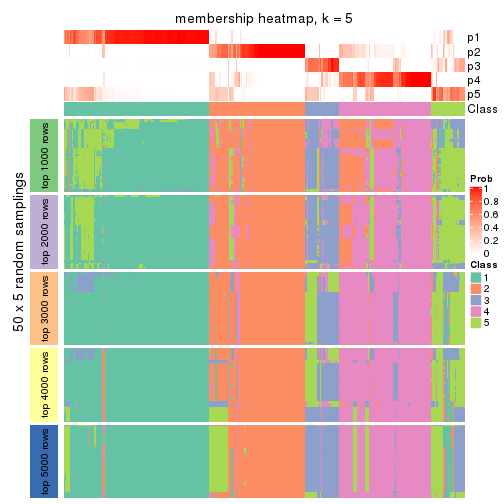 membership heatmap, k = 5
p1
p2
p3
p4
p5
Class
50 x 5 random samplings
top 1000 rows
top 2000 rows
top 3000 rows
top 4000 rows
top 5000 rows
Prob
1
0.8
0.6
0.4
0.2
0
Class
1
2
3
4
5